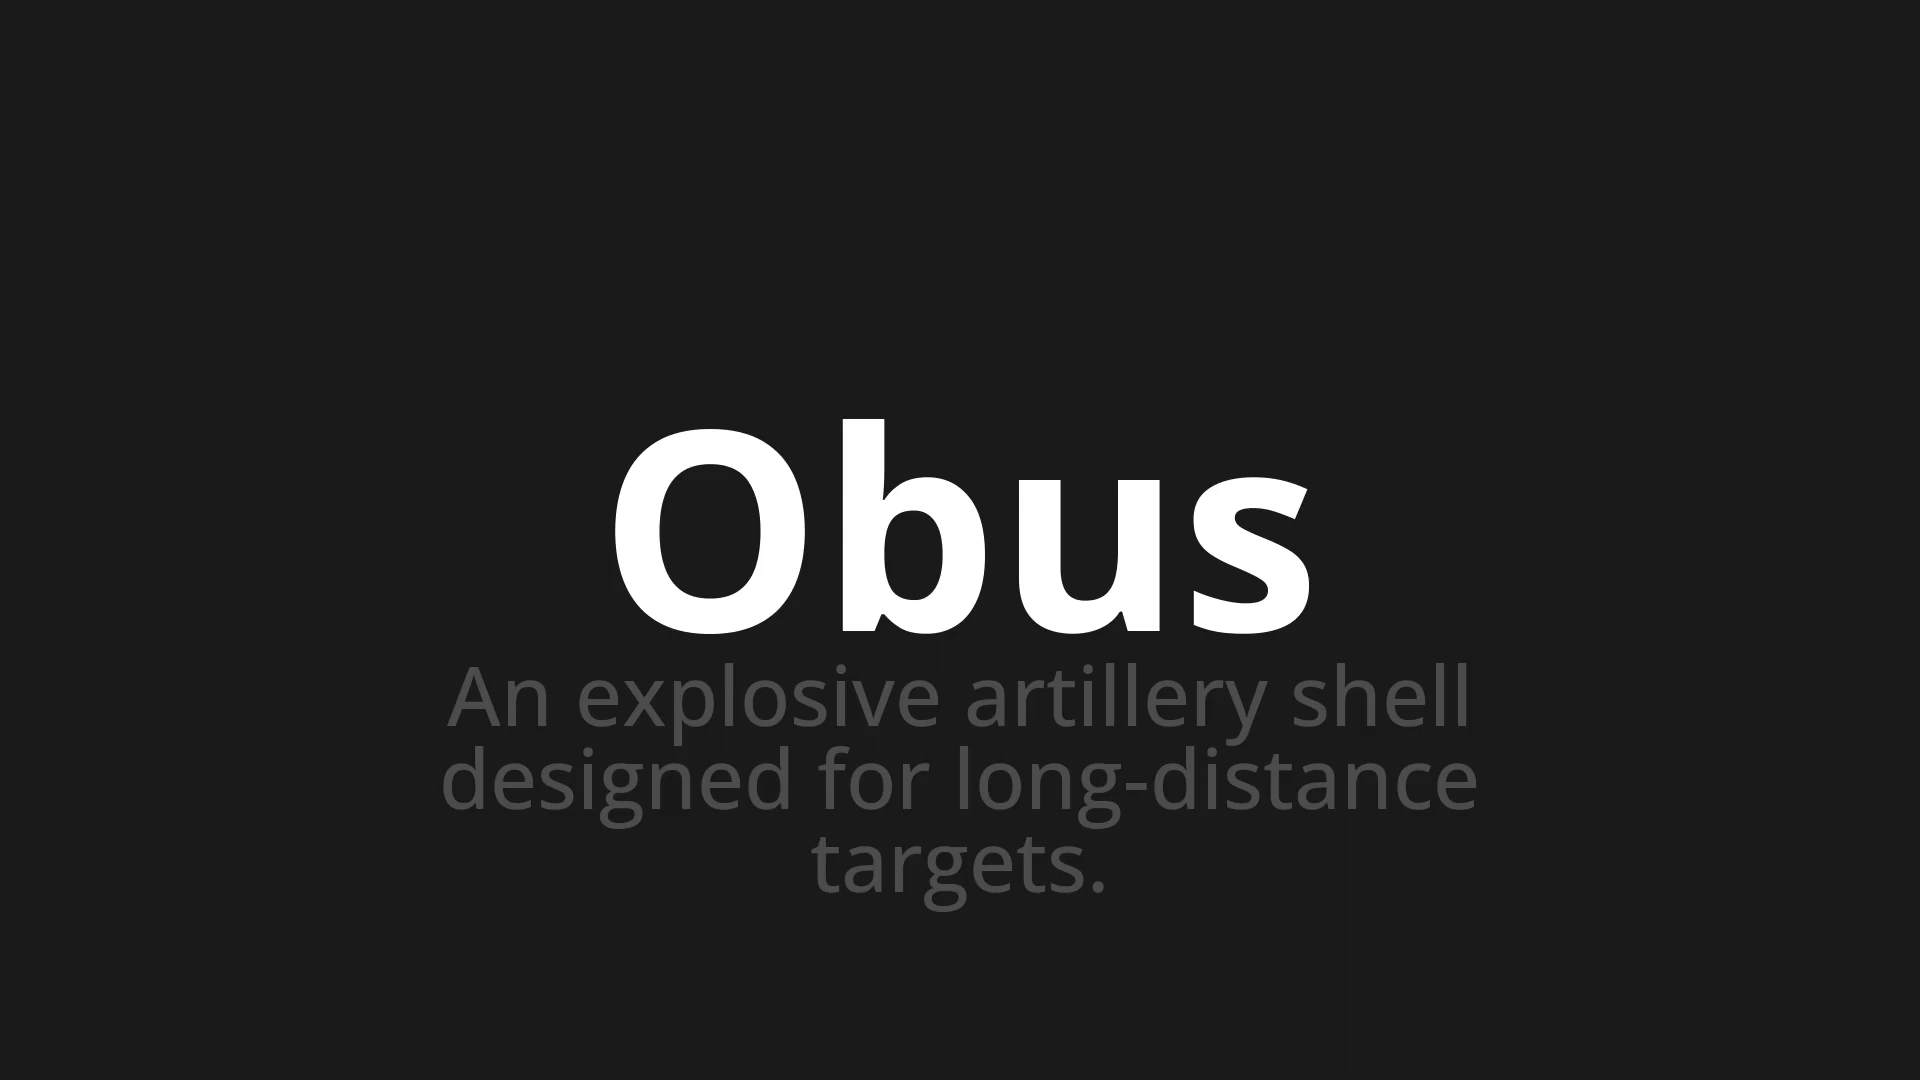 Obus
An explosive artillery shell
designed for long-distance
targets.